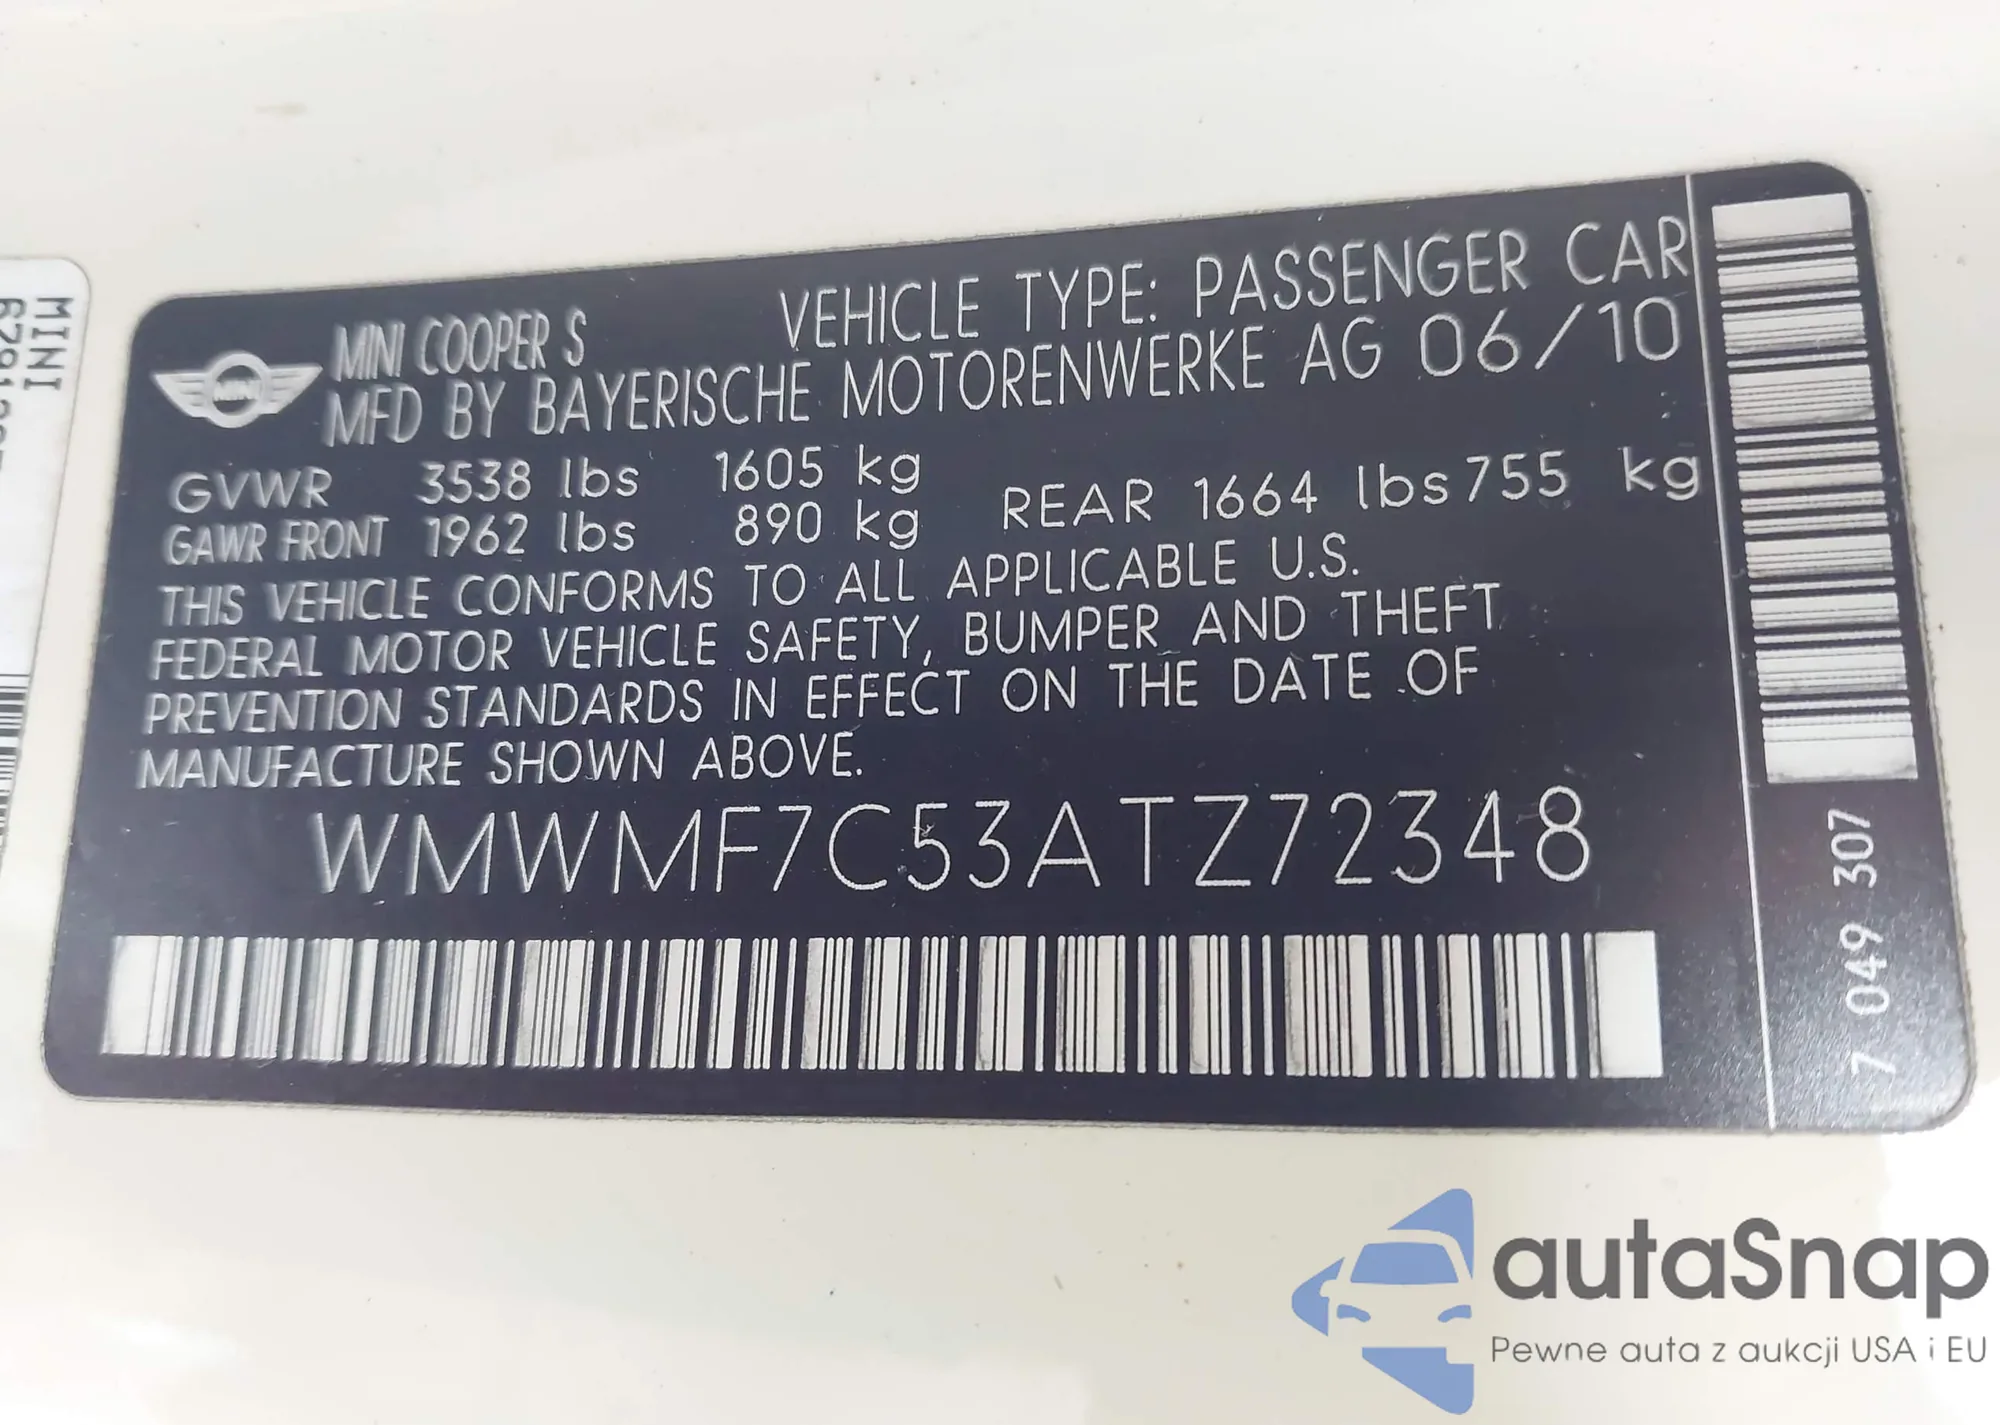 MINI
MINI COOPER S VEHICLE TYPE: PASSENGER CAR
MFD BY BAYERISCHE MOTORENWERKE AG 06/10
GVWR 3538 lbs 1605 kg
GAWR FRONT 1962 lbs 890 kg REAR 1664 lbs 755 kg
THIS VEHICLE CONFORMS TO ALL APPLICABLE U.S.
FEDERAL MOTOR VEHICLE SAFETY, BUMPER AND THEFT
PREVENTION STANDARDS IN EFFECT ON THE DATE OF
MANUFACTURE SHOWN ABOVE.
WMWMF7C53ATZ72348
7 049 307
MINI
autaSnap
Pewne auta z aukcji USA i EU